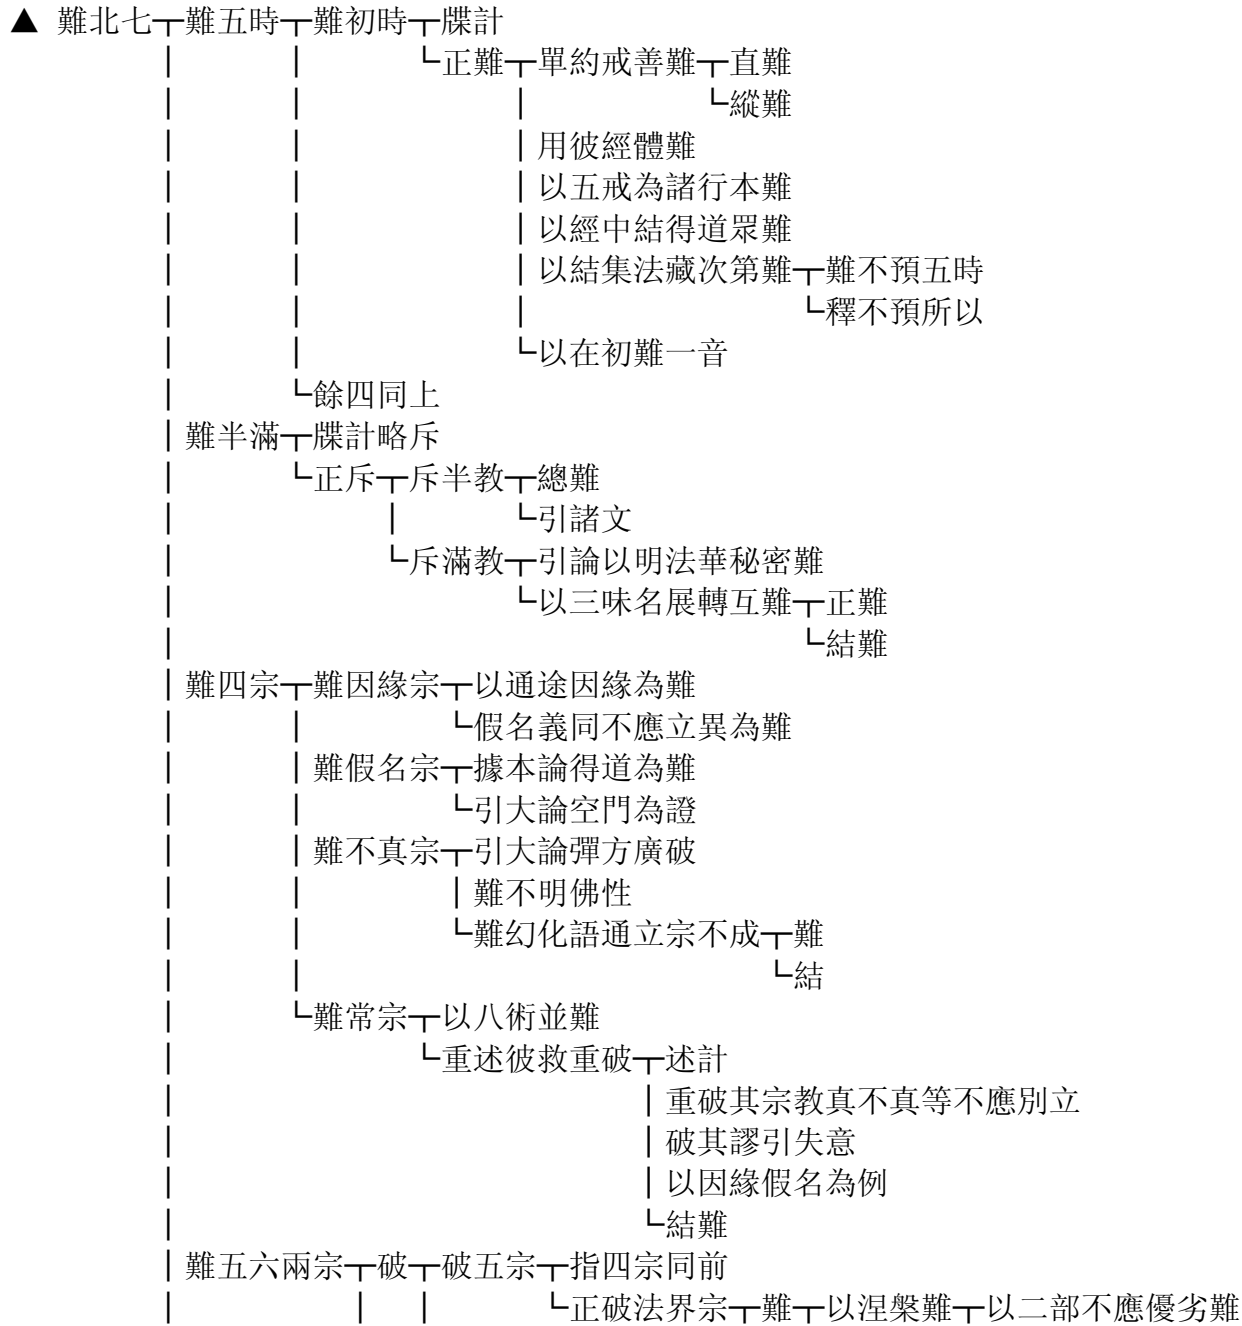 ▲ 難北七┬難五時┬難初時┬牒計
｜　　　｜　　　└正難┬單約戒善難┬直難
｜　　　｜　　　　　　｜　　　　　└縱難
｜　　　｜　　　　　　｜用彼經體難
｜　　　｜　　　　　　｜以五戒為諸行本難
｜　　　｜　　　　　　｜以經中結得道眾難
｜　　　｜　　　　　　｜以結集法藏次第難┬難不預五時
｜　　　｜　　　　　　｜　　　　　　　　└釋不預所以
｜　　　｜　　　　　　└以在初難一音
｜　　　└餘四同上
｜難半滿┬牒計略斥
｜　　　└正斥┬斥半教┬總難
｜　　　　　　｜　　　└引諸文
｜　　　　　　└斥滿教┬引論以明法華秘密難
｜　　　　　　　　　　└以三味名展轉互難┬正難
｜　　　　　　　　　　　　　　　　　　　└結難
｜難四宗┬難因緣宗┬以通途因緣為難
｜　　　｜　　　　└假名義同不應立異為難
｜　　　｜難假名宗┬據本論得道為難
｜　　　｜　　　　└引大論空門為證
｜　　　｜難不真宗┬引大論彈方廣破
｜　　　｜　　　　｜難不明佛性
｜　　　｜　　　　└難幻化語通立宗不成┬難
｜　　　｜　　　　　　　　　　　　　　└結
｜　　　└難常宗┬以八術並難
｜　　　　　　　└重述彼救重破┬述計
｜　　　　　　　　　　　　　　｜重破其宗教真不真等不應別立
｜　　　　　　　　　　　　　　｜破其謬引失意
｜　　　　　　　　　　　　　　｜以因緣假名為例
｜　　　　　　　　　　　　　　└結難
｜難五六兩宗┬破┬破五宗┬指四宗同前
｜　　　　　｜　｜　　　└正破法界宗┬難┬以涅槃難┬以二部不應優劣難